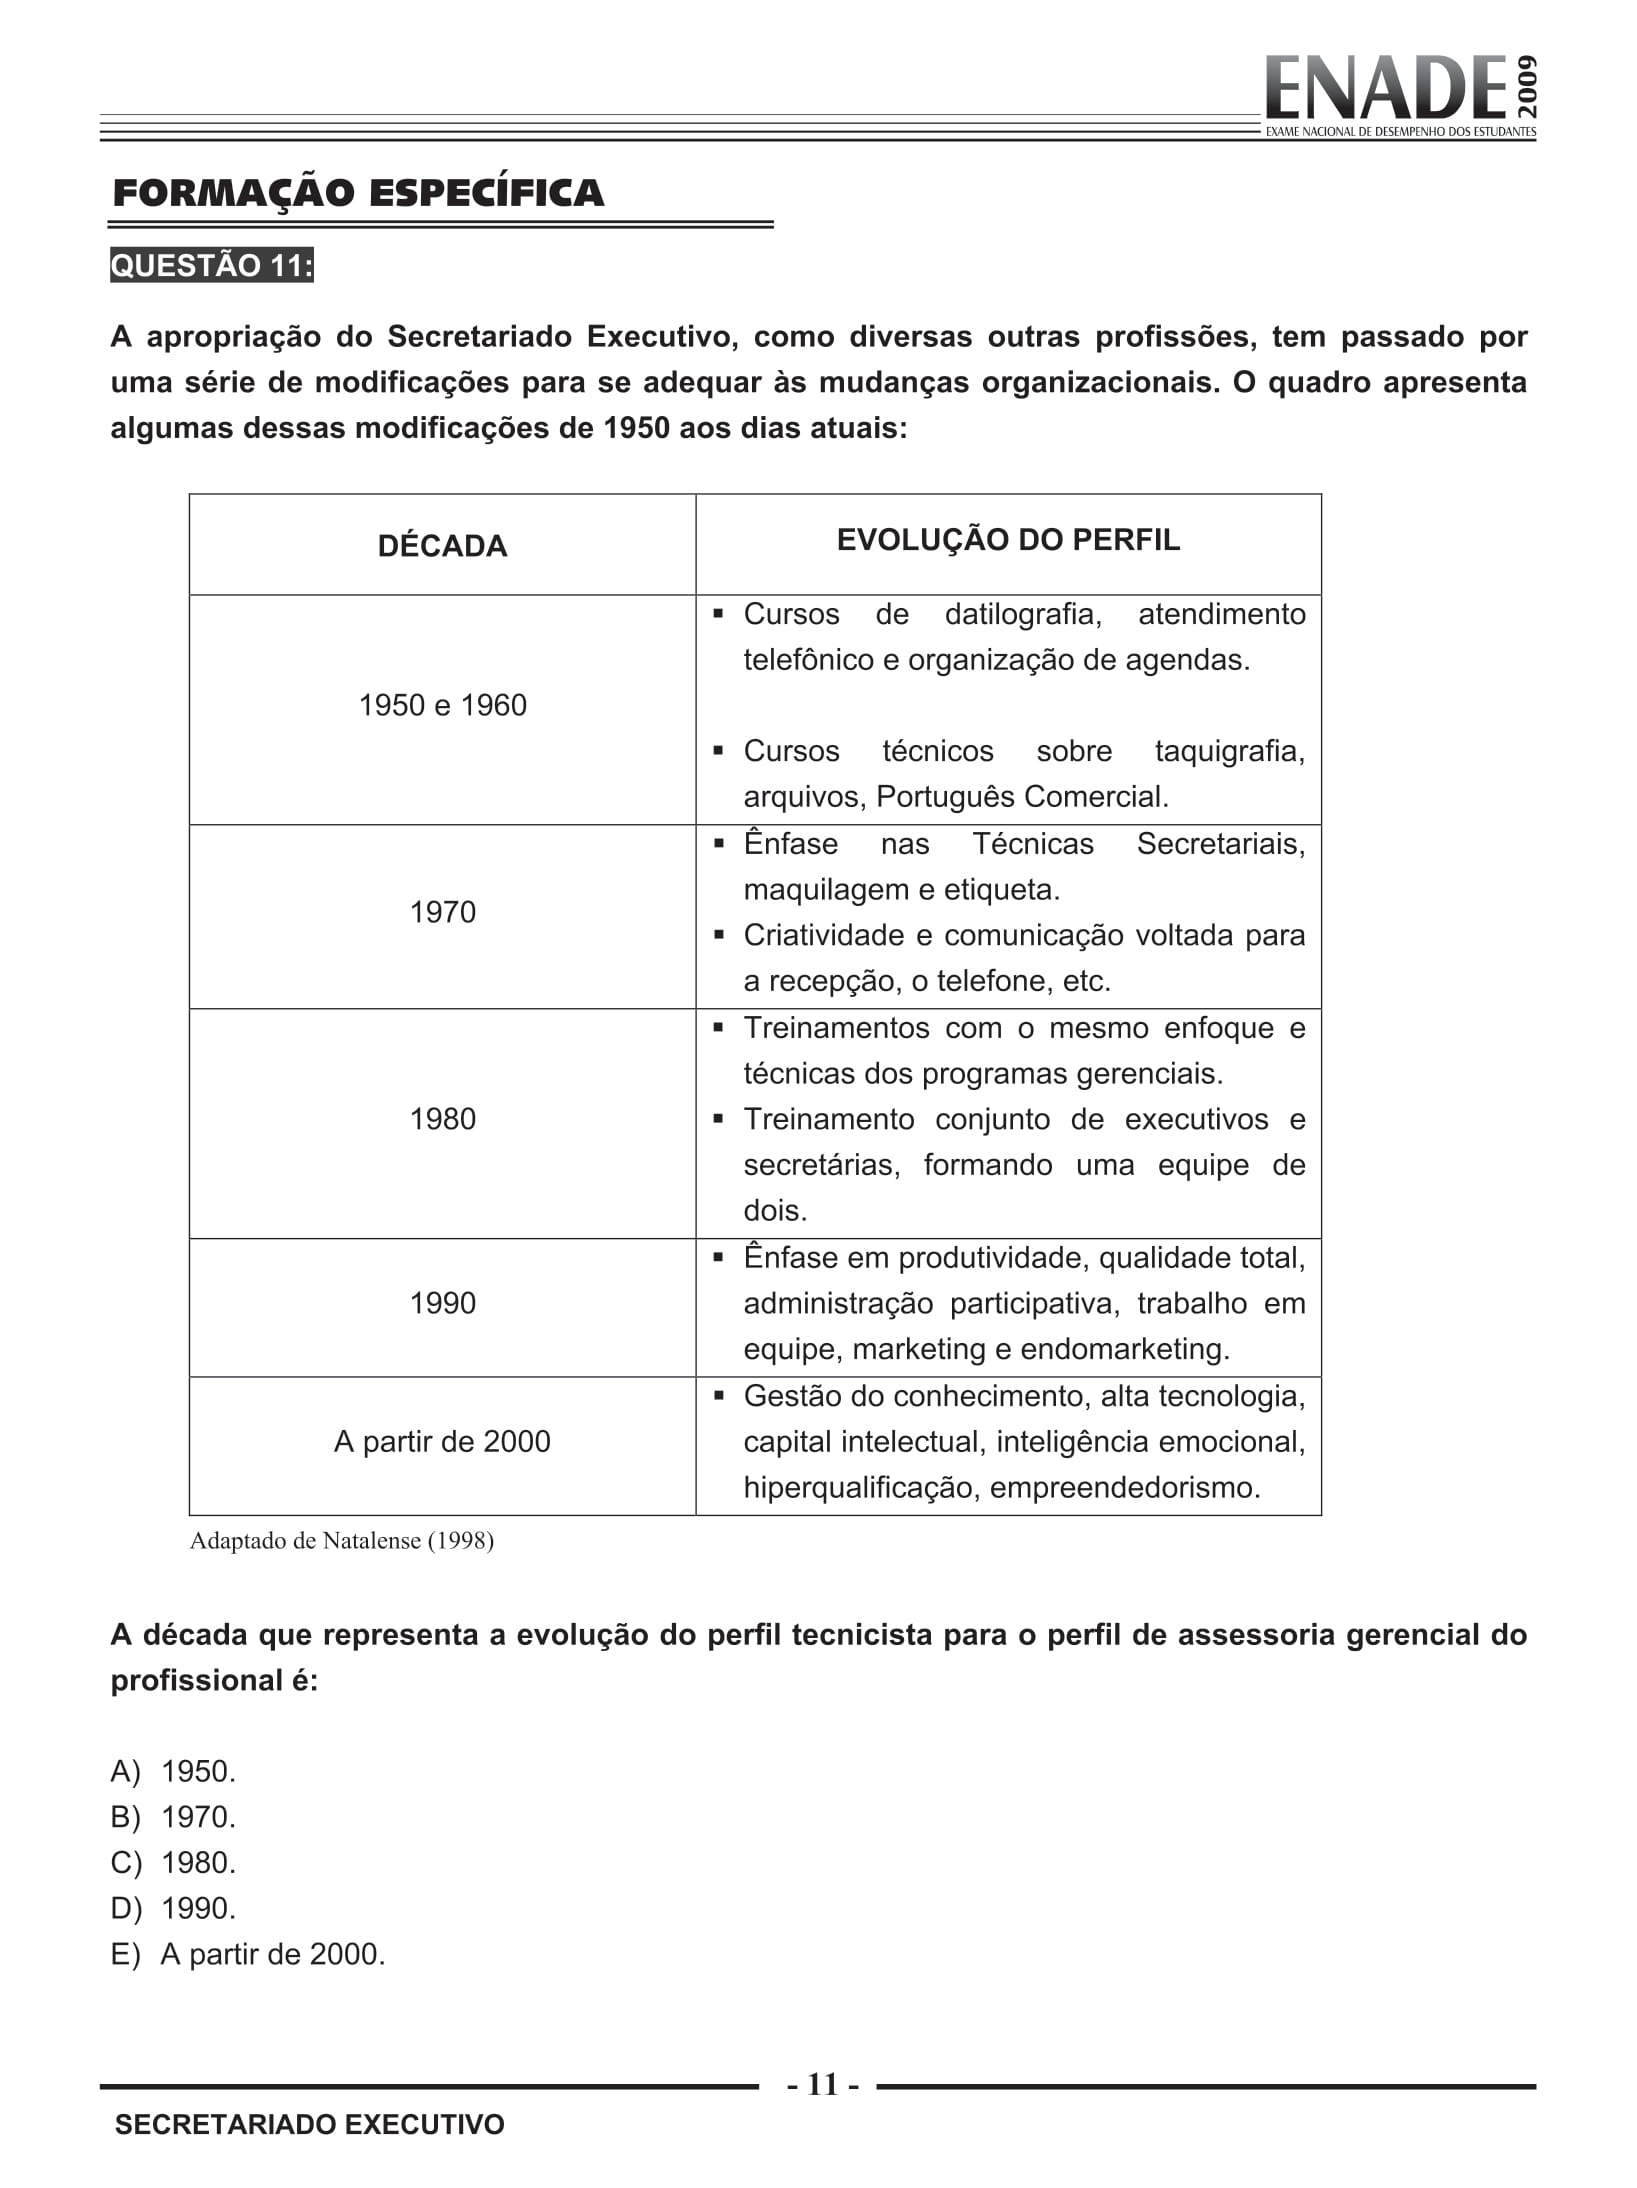 ENADE 2009
EXAME NACIONAL DE DESEMPENHO DOS ESTUDANTES
FORMAÇÃO ESPECÍFICA
QUESTÃO 11:
A apropriação do Secretariado Executivo, como diversas outras profissões, tem passado por
uma série de modificações para se adequar às mudanças organizacionais. O quadro apresenta
algumas dessas modificações de 1950 aos dias atuais:
DÉCADA
EVOLUÇÃO DO PERFIL
1950 e 1960
▪ Cursos de datilografia, atendimento
telefônico e organização de agendas.
▪ Cursos técnicos sobre taquigrafia,
arquivos, Português Comercial.
1970
▪ Ênfase nas Técnicas Secretariais,
maquilagem e etiqueta.
▪ Criatividade e comunicação voltada para
a recepção, o telefone, etc.
1980
▪ Treinamentos com o mesmo enfoque e
técnicas dos programas gerenciais.
▪ Treinamento conjunto de executivos e
secretárias, formando uma equipe de
dois.
1990
▪ Ênfase em produtividade, qualidade total,
administração participativa, trabalho em
equipe, marketing e endomarketing.
A partir de 2000
▪ Gestão do conhecimento, alta tecnologia,
capital intelectual, inteligência emocional,
hiperqualificação, empreendedorismo.
Adaptado de Natalense (1998)
A década que representa a evolução do perfil tecnicista para o perfil de assessoria gerencial do
profissional é:
A) 1950.
B) 1970.
C) 1980.
D) 1990.
E) A partir de 2000.
- 11 -
SECRETARIADO EXECUTIVO